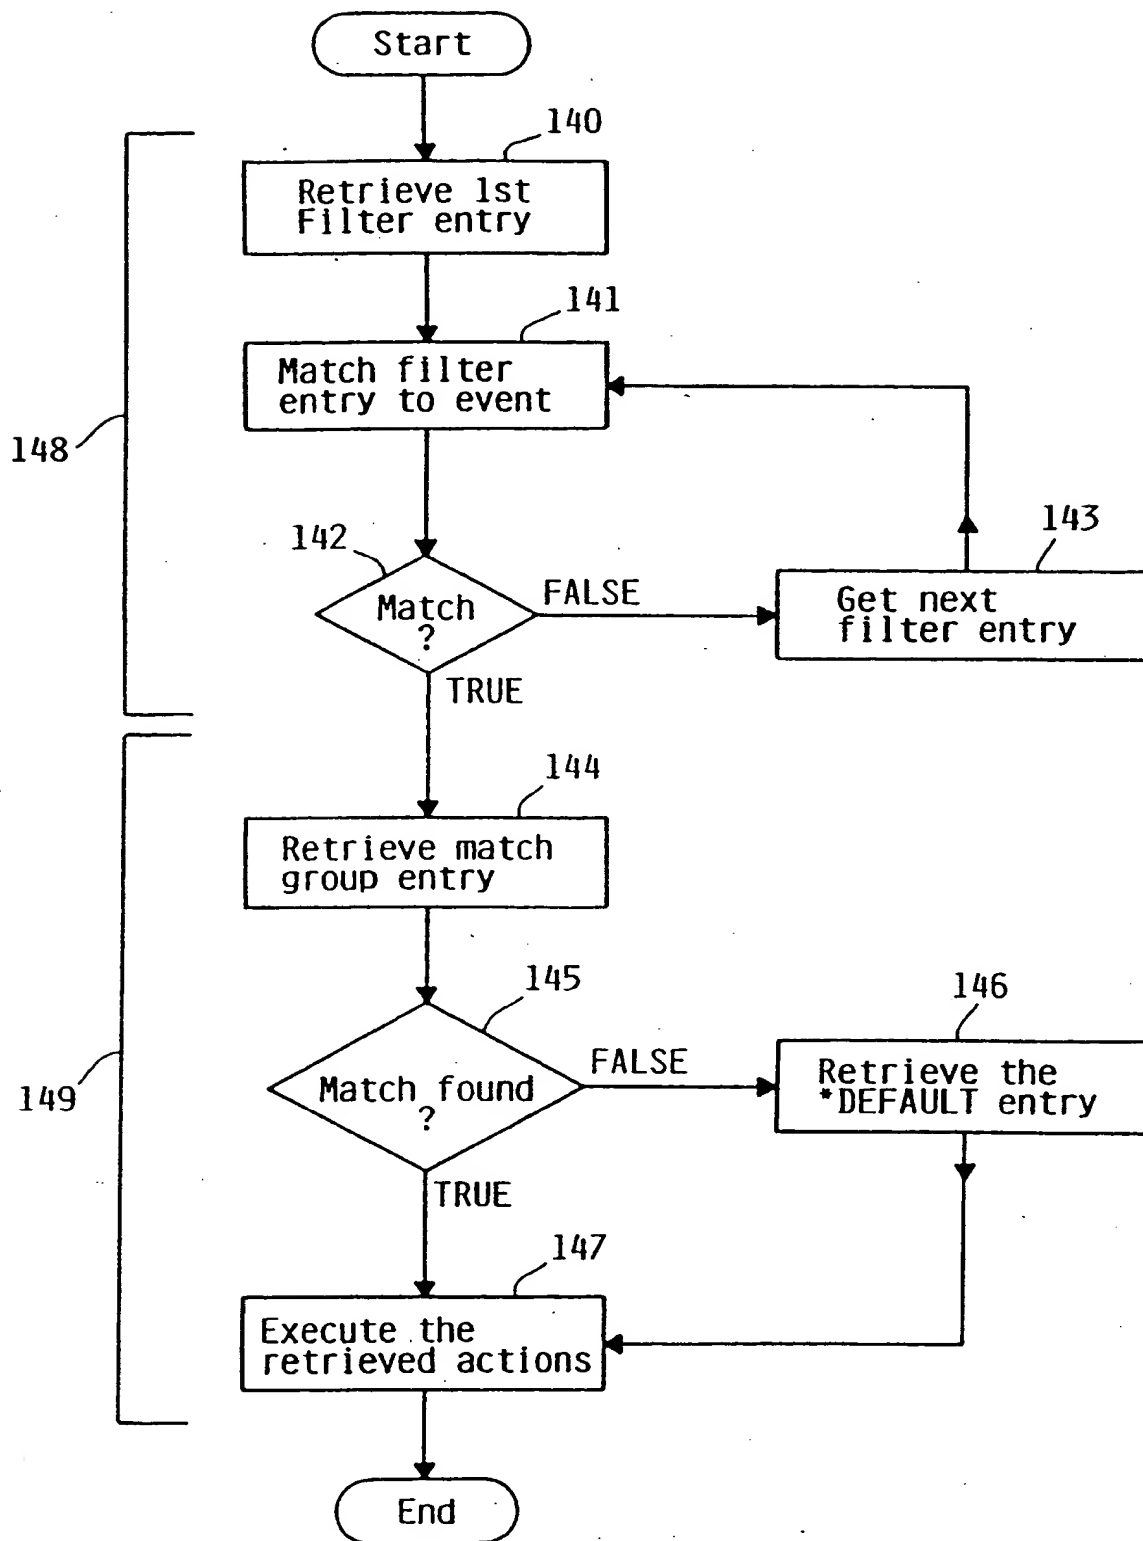 Start
140
Retrieve 1st
Filter entry
141
Match filter
entry to event
148
142
Match
?
FALSE
143
Get next
filter entry
TRUE
144
Retrieve match
group entry
145
Match found
?
FALSE
146
Retrieve the
*DEFAULT entry
149
TRUE
147
Execute the
retrieved actions
End